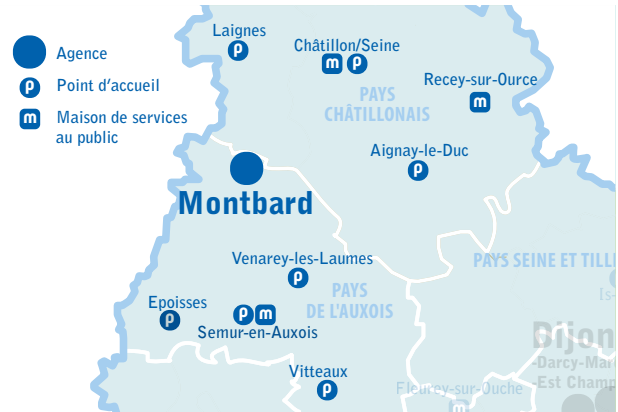 Laignes
Agence
Châtillon/Seine
m
p
p
Point d'accueil
p
Recey-sur-Ource
m
PAYS
CHÂTILLONAIS
m
Maison de services
au public
Aignay-le-Duc
p
Montbard
Venarey-les-Laumes
p
PAYS SEINE ET TILL
PAYS
DE L'AUXOIS
Epoisses
p
p
m
Semur-en-Auxois
Is-
Dijon
-Darcy-Mar
-Est Champ
Vitteaux
p
Fleurey-sur-Ouche
m